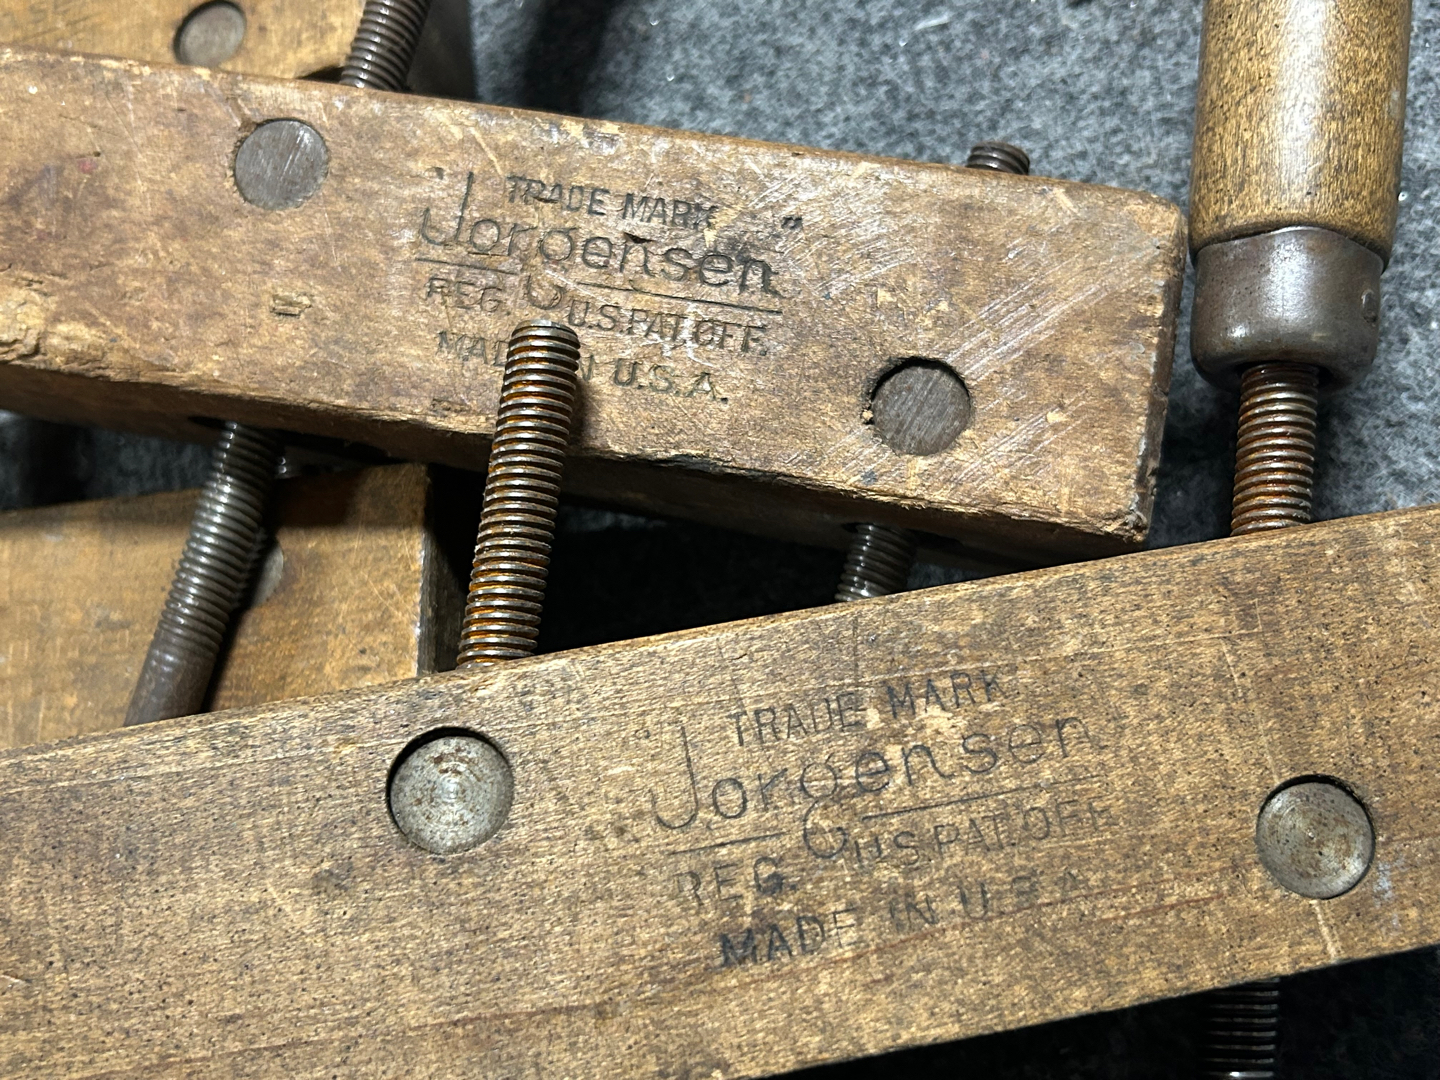 TRADE MARK
"Jorgensen"
REG. U.S. PAT. OFF.
MADE IN U.S.A.
TRADE MARK
Jorgensen
REG. U.S. PAT. OFF.
MADE IN U.S.A.